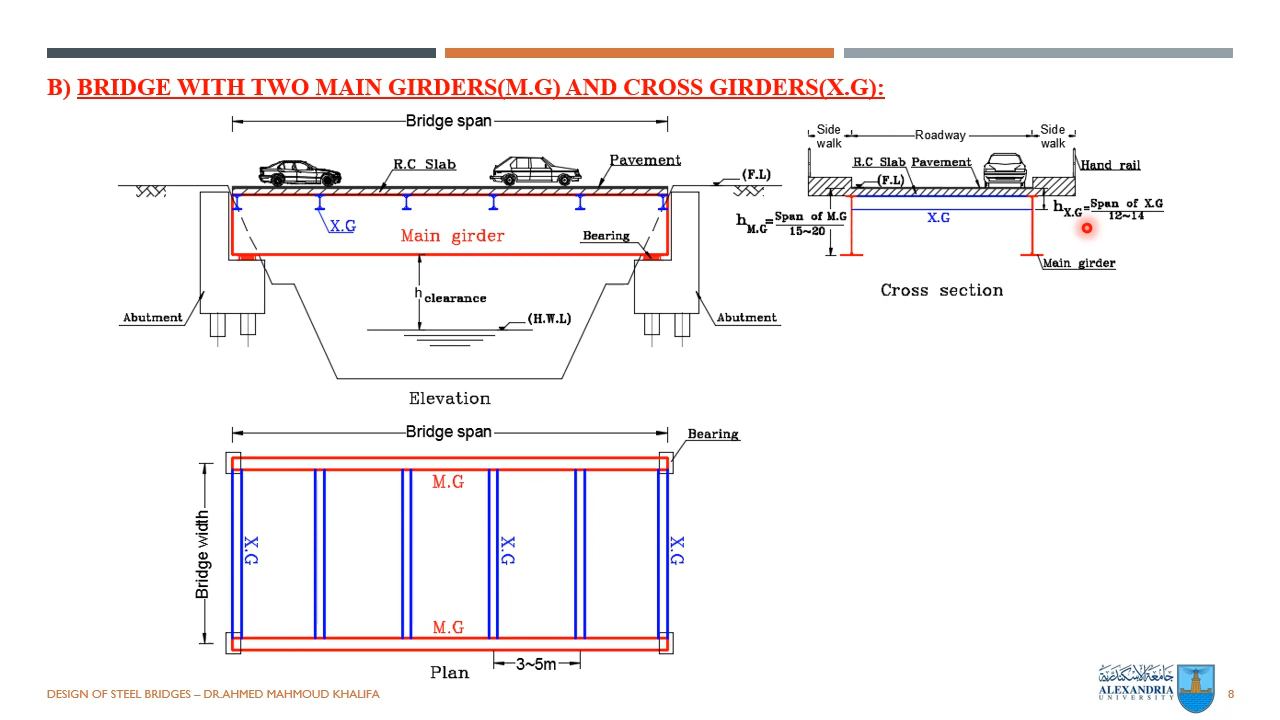 B) BRIDGE WITH TWO MAIN GIRDERS(M.G) AND CROSS GIRDERS(X.G):
Bridge span
R.C Slab
Pavement
(F.L)
X.G
Main girder
Bearing
h clearance
(H.W.L)
Abutment
Abutment
Elevation
Side walk
Roadway
Side walk
R.C Slab
Pavement
Hand rail
(F.L)
h M.G = Span of M.G / 15~20
X.G
h X.G = Span of X.G / 12~14
Main girder
Cross section
Bridge span
Bearing
M.G
Bridge width
X.G
X.G
X.G
M.G
3~5m
Plan
DESIGN OF STEEL BRIDGES – DR.AHMED MAHMOUD KHALIFA
جامعة الإسكندرية
ALEXANDRIA
UNIVERSITY
8